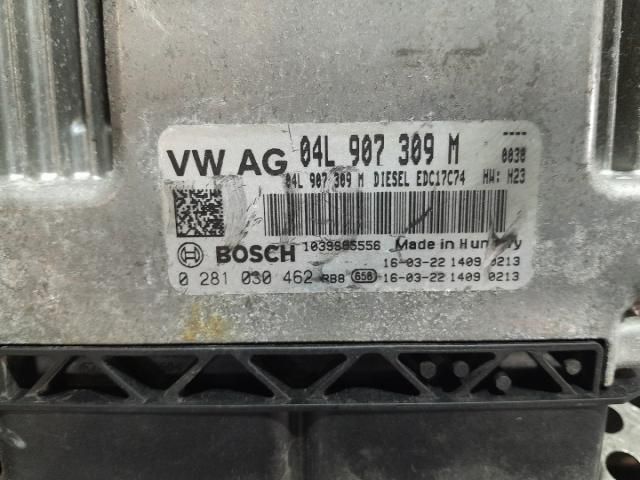 VW AG 04L 907 309 M ----
0030
04L 907 309 M DIESEL EDC17C74 HW: H23
BOSCH 1039S85556 Made in Hungary
16-03-22 1409 0213
0 281 030 462 RBB 656 16-03-22 1409 0213